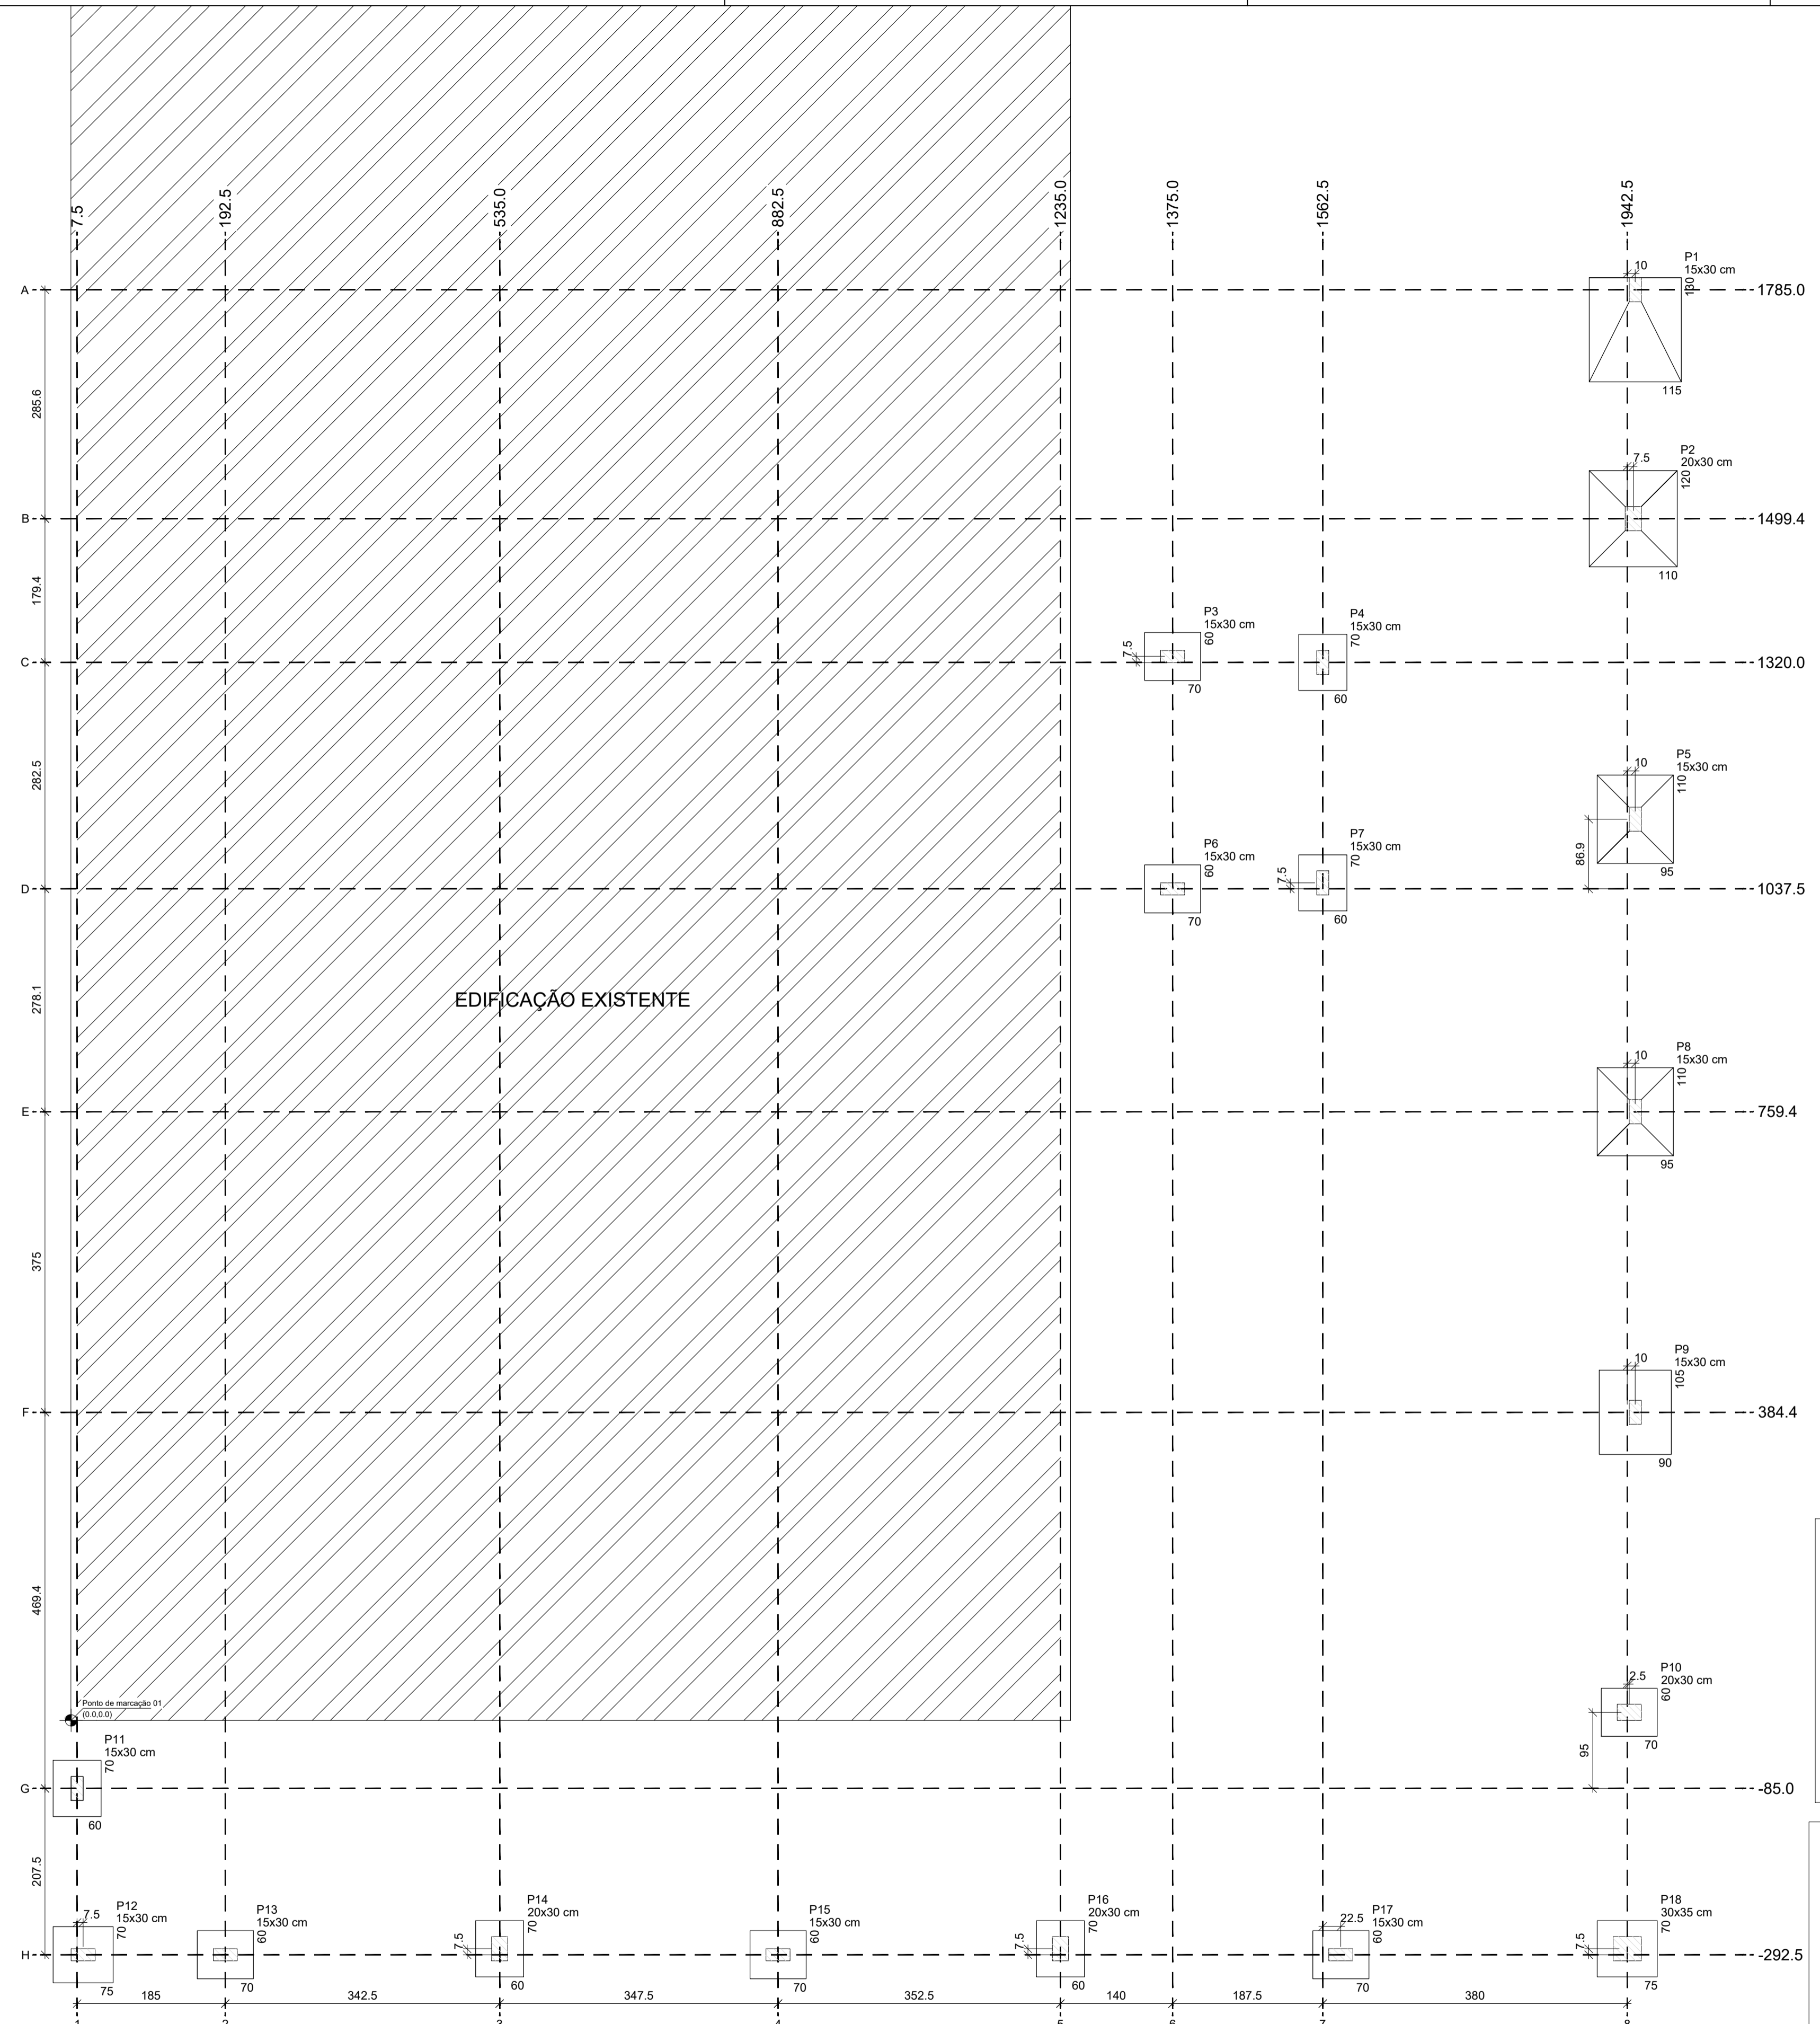 7.5
192.5
535.0
882.5
1235.0
1375.0
1562.5
1942.5
P1
15x30 cm
10
130
115
A
1785.0
285.6
P2
20x30 cm
7.5
120
110
B
1499.4
179.4
P3
15x30 cm
7.5
60
70
P4
15x30 cm
70
60
C
1320.0
282.5
P5
15x30 cm
10
110
95
86.9
P6
15x30 cm
60
70
P7
15x30 cm
7.5
70
60
D
1037.5
278.1
EDIFICAÇÃO EXISTENTE
P8
15x30 cm
10
110
95
E
759.4
375
P9
15x30 cm
10
105
90
F
384.4
469.4
P10
20x30 cm
2.5
60
70
95
Ponto de marcação 01
(0.0,0.0)
P11
15x30 cm
70
60
G
-85.0
207.5
P12
15x30 cm
7.5
70
75
P13
15x30 cm
60
70
P14
20x30 cm
7.5
70
60
P15
15x30 cm
60
70
P16
20x30 cm
7.5
70
60
P17
15x30 cm
22.5
60
70
P18
30x35 cm
7.5
70
75
H
-292.5
185
342.5
347.5
352.5
140
187.5
380